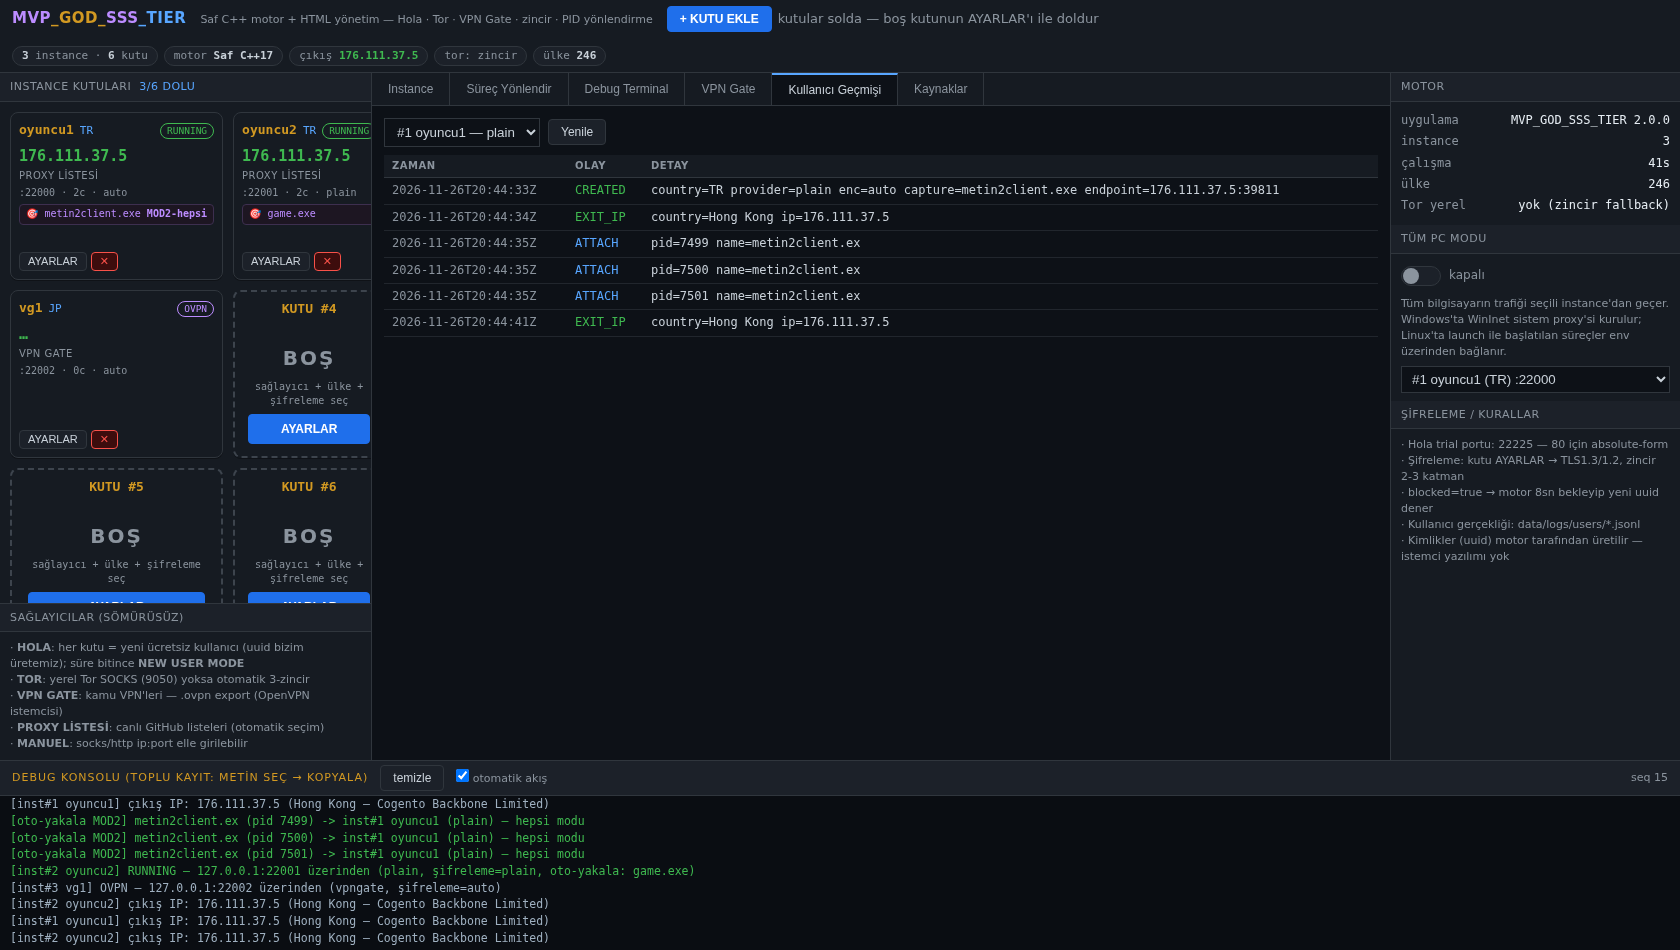 MVP_GOD_SSS_TIER Saf C++ motor + HTML yönetim — Hola · Tor · VPN Gate · zincir · PID yönlendirme + KUTU EKLE kutular solda — boş kutunun AYARLAR'ı ile doldur
3 instance · 6 kutu motor Saf C++17 çıkış 176.111.37.5 tor: zincir ülke 246
INSTANCE KUTULARI 3/6 DOLU
oyuncu1 TR RUNNING
176.111.37.5
PROXY LİSTESİ
:22000 · 2c · auto
🎯 metin2client.exe MOD2-hepsi
AYARLAR ✕
oyuncu2 TR RUNNING
176.111.37.5
PROXY LİSTESİ
:22001 · 2c · plain
🎯 game.exe
AYARLAR ✕
vg1 JP OVPN
…
VPN GATE
:22002 · 0c · auto
AYARLAR ✕
KUTU #4
BOŞ
sağlayıcı + ülke +
şifreleme seç
AYARLAR
KUTU #5
BOŞ
sağlayıcı + ülke + şifreleme
seç
AYARLAR
KUTU #6
BOŞ
sağlayıcı + ülke +
şifreleme seç
AYARLAR
SAĞLAYICILAR (SÖMÜRÜSÜZ)
· HOLA: her kutu = yeni ücretsiz kullanıcı (uuid bizim
üretemiz); süre bitince NEW USER MODE
· TOR: yerel Tor SOCKS (9050) yoksa otomatik 3-zincir
· VPN GATE: kamu VPN'leri — .ovpn export (OpenVPN
istemcisi)
· PROXY LİSTESİ: canlı GitHub listeleri (otomatik seçim)
· MANUEL: socks/http ip:port elle girilebilir
Instance Süreç Yönlendir Debug Terminal VPN Gate Kullanıcı Geçmişi Kaynaklar
#1 oyuncu1 — plain Yenile
ZAMAN OLAY DETAY
2026-11-26T20:44:33Z CREATED country=TR provider=plain enc=auto capture=metin2client.exe endpoint=176.111.37.5:39811
2026-11-26T20:44:34Z EXIT_IP country=Hong Kong ip=176.111.37.5
2026-11-26T20:44:35Z ATTACH pid=7499 name=metin2client.ex
2026-11-26T20:44:35Z ATTACH pid=7500 name=metin2client.ex
2026-11-26T20:44:35Z ATTACH pid=7501 name=metin2client.ex
2026-11-26T20:44:41Z EXIT_IP country=Hong Kong ip=176.111.37.5
MOTOR
uygulama MVP_GOD_SSS_TIER 2.0.0
instance 3
çalışma 41s
ülke 246
Tor yerel yok (zincir fallback)
TÜM PC MODU
kapalı
Tüm bilgisayarın trafiği seçili instance'dan geçer.
Windows'ta WinInet sistem proxy'si kurulur;
Linux'ta launch ile başlatılan süreçler env
üzerinden bağlanır.
#1 oyuncu1 (TR) :22000
ŞİFRELEME / KURALLAR
· Hola trial portu: 22225 — 80 için absolute-form
· Şifreleme: kutu AYARLAR → TLS1.3/1.2, zincir
2-3 katman
· blocked=true → motor 8sn bekleyip yeni uuid
dener
· Kullanıcı gerçekliği: data/logs/users/*.jsonl
· Kimlikler (uuid) motor tarafından üretilir —
istemci yazılımı yok
DEBUG KONSOLU (TOPLU KAYIT: METİN SEÇ → KOPYALA) temizle otomatik akış seq 15
[inst#1 oyuncu1] çıkış IP: 176.111.37.5 (Hong Kong — Cogento Backbone Limited)
[oto-yakala MOD2] metin2client.ex (pid 7499) -> inst#1 oyuncu1 (plain) — hepsi modu
[oto-yakala MOD2] metin2client.ex (pid 7500) -> inst#1 oyuncu1 (plain) — hepsi modu
[oto-yakala MOD2] metin2client.ex (pid 7501) -> inst#1 oyuncu1 (plain) — hepsi modu
[inst#2 oyuncu2] RUNNING — 127.0.0.1:22001 üzerinden (plain, şifreleme=plain, oto-yakala: game.exe)
[inst#3 vg1] OVPN — 127.0.0.1:22002 üzerinden (vpngate, şifreleme=auto)
[inst#2 oyuncu2] çıkış IP: 176.111.37.5 (Hong Kong — Cogento Backbone Limited)
[inst#1 oyuncu1] çıkış IP: 176.111.37.5 (Hong Kong — Cogento Backbone Limited)
[inst#2 oyuncu2] çıkış IP: 176.111.37.5 (Hong Kong — Cogento Backbone Limited)